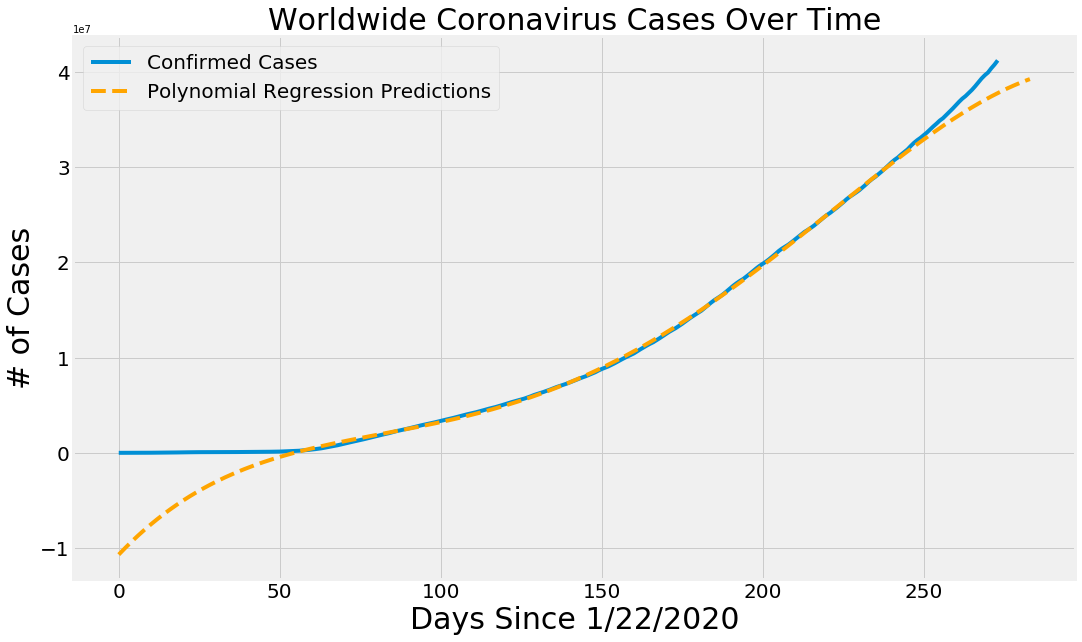 Worldwide Coronavirus Cases Over Time
1e7
Confirmed Cases
Polynomial Regression Predictions
4
3
2
1
0
−1
# of Cases
0 50 100 150 200 250
Days Since 1/22/2020